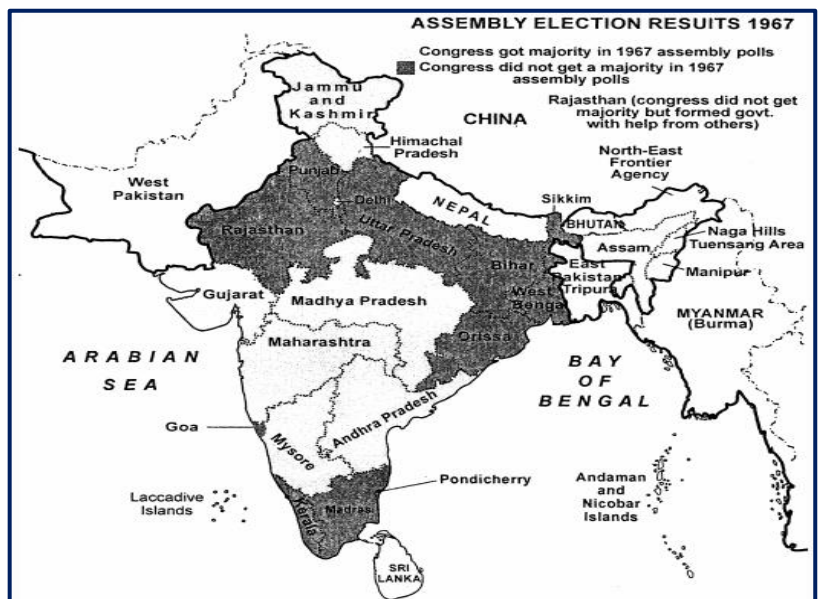 ASSEMBLY ELECTION RESUITS 1967
Congress got majority in 1967 assembly polls
Congress did not get a majority in 1967
assembly polls
Rajasthan (congress did not get
majority but formed govt.
with help from others)
Jammu
and
Kashmir
CHINA
Himachal
Pradesh
North-East
Frontier
Agency
West
Pakistan
Punjab
Delhi
NEPAL
Sikkim
BHUTAN
Naga Hills
Tuensang Area
Rajasthan
Uttar Pradesh
Assam
Bihar
East
Pakistan
Tripura
Manipur
Gujarat
Madhya Pradesh
West
Bengal
MYANMAR
(Burma)
Maharashtra
Orissa
ARABIAN
SEA
BAY
OF
BENGAL
Goa
Mysore
Andhra Pradesh
Laccadive
Islands
Pondicherry
Andaman
and
Nicobar
Islands
Kerala
Madras
SRI
LANKA